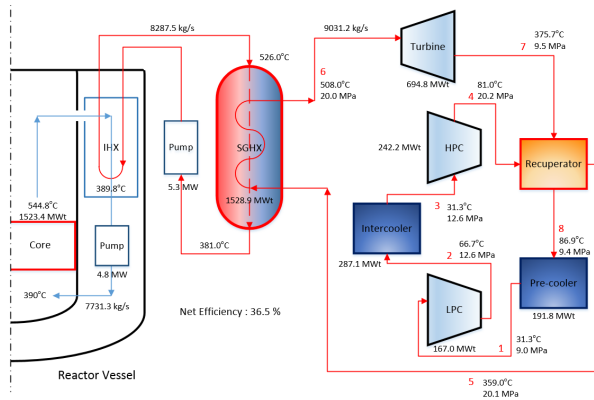 8287.5 kg/s
9031.2 kg/s
Turbine
375.7°C
9.5 MPa
7
526.0°C
6
508.0°C
20.0 MPa
694.8 MWt
81.0°C
20.2 MPa
4
IHX
389.8°C
Pump
5.3 MW
SGHX
1528.9 MWt
242.2 MWt
HPC
Recuperator
544.8°C
1523.4 MWt
Core
3
31.3°C
12.6 MPa
8
86.9°C
9.4 MPa
Intercooler
287.1 MWt
66.7°C
12.6 MPa
2
Pump
4.8 MW
381.0°C
Pre-cooler
191.8 MWt
390°C
7731.3 kg/s
Net Efficiency : 36.5 %
LPC
167.0 MWt
1
31.3°C
9.0 MPa
Reactor Vessel
5
359.0°C
20.1 MPa